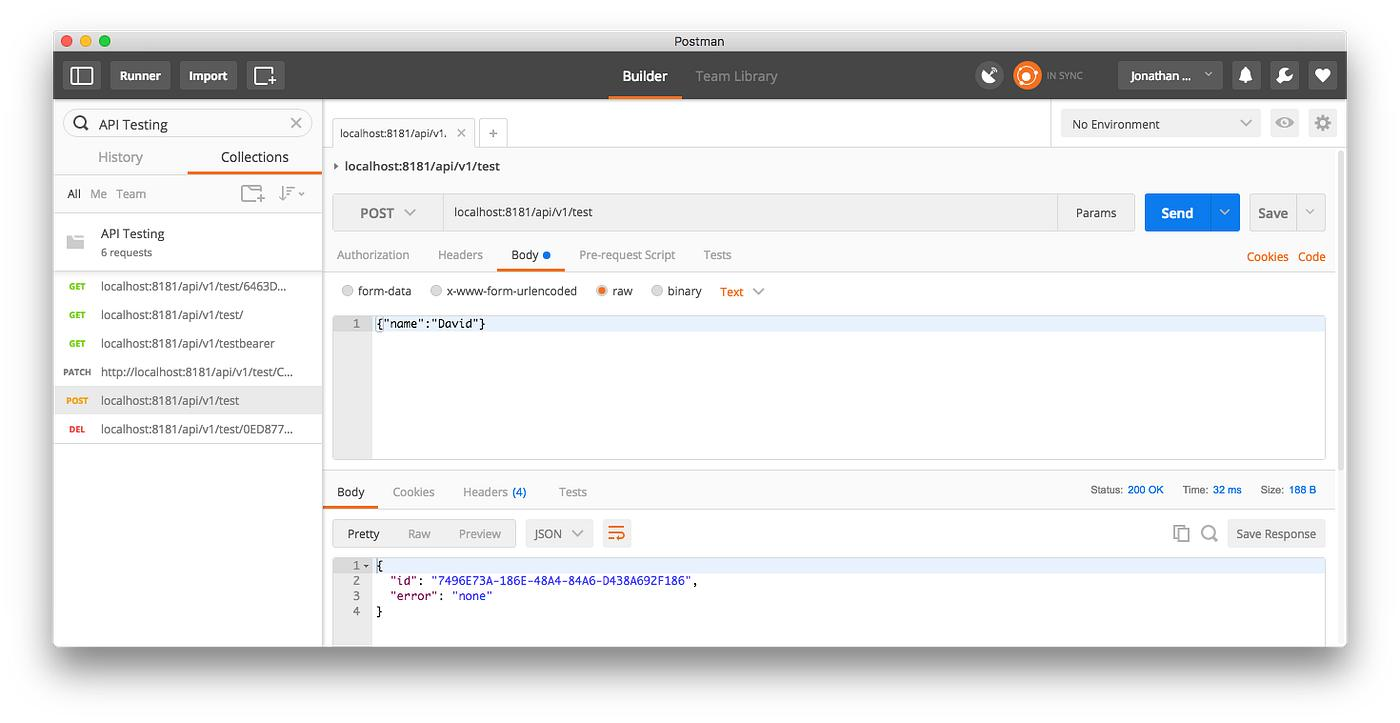 Postman
Runner Import Builder Team Library IN SYNC Jonathan ...
API Testing
History Collections
All Me Team
API Testing
6 requests
GET localhost:8181/api/v1/test/6463D...
GET localhost:8181/api/v1/test/
GET localhost:8181/api/v1/testbearer
PATCH http://localhost:8181/api/v1/test/C...
POST localhost:8181/api/v1/test
DEL localhost:8181/api/v1/test/0ED877...
localhost:8181/api/v1. +
No Environment
localhost:8181/api/v1/test
POST localhost:8181/api/v1/test Params Send Save
Authorization Headers Body Pre-request Script Tests Cookies Code
form-data x-www-form-urlencoded raw binary Text
1 {"name":"David"}
Body Cookies Headers (4) Tests Status: 200 OK Time: 32 ms Size: 188 B
Pretty Raw Preview JSON Save Response
1 {
2 "id": "7496E73A-186E-48A4-84A6-D438A692F186",
3 "error": "none"
4 }